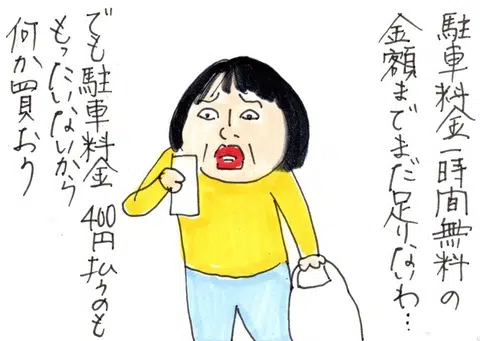 駐車料金一時間無料の
金額までまだ足りないわ…
でも駐車料金400円払うのも
もったいないから
何か買おう